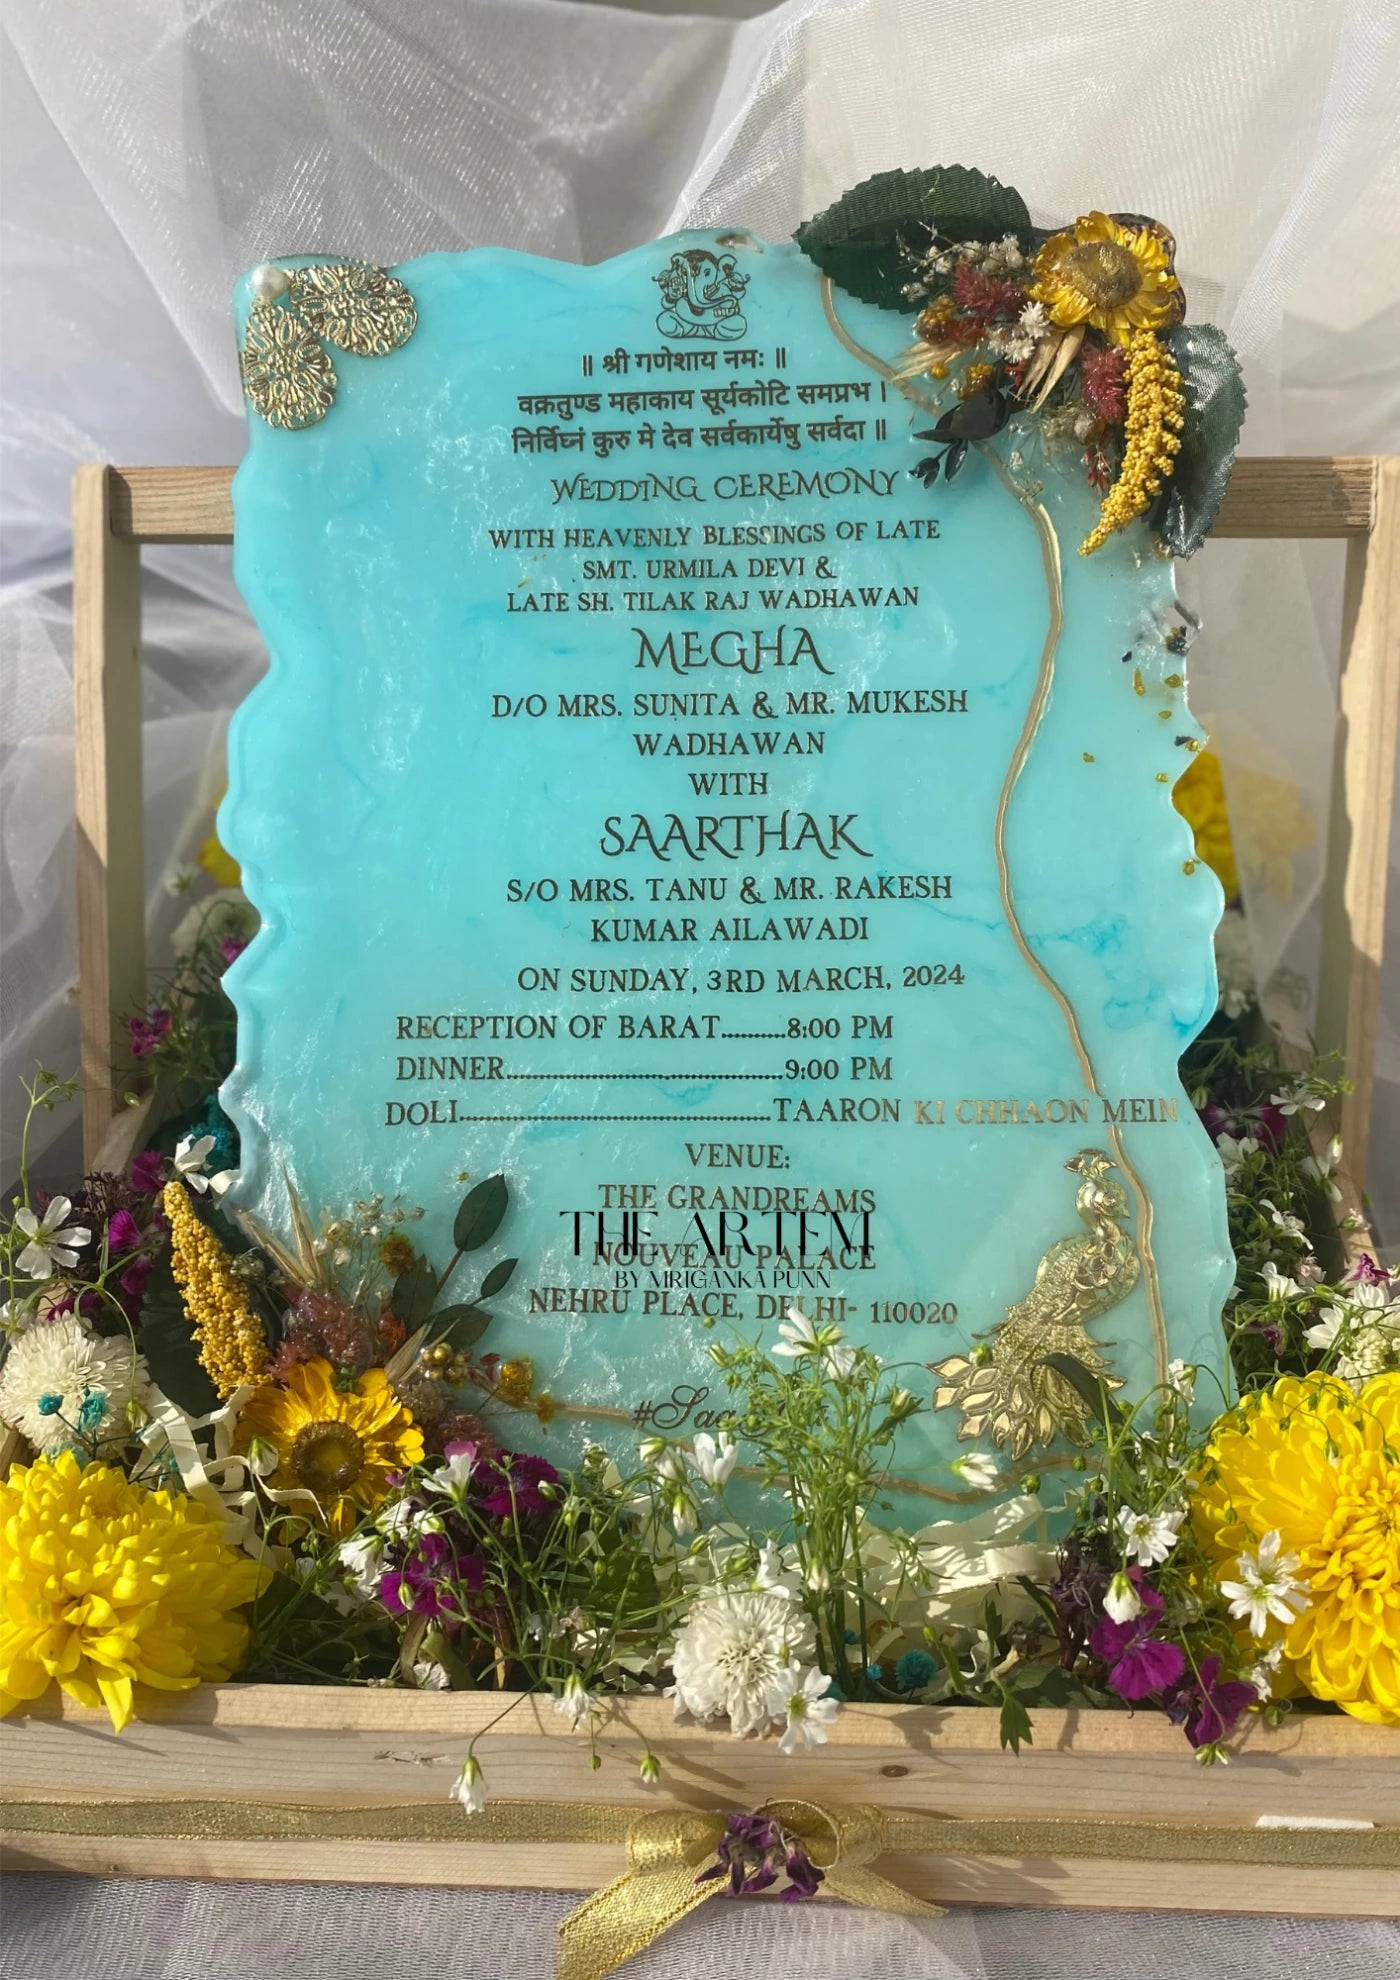 ॥ श्री गणेशाय नमः ॥
वक्रतुण्ड महाकाय सूर्यकोटि समप्रभ ।
निर्विघ्नं कुरु मे देव सर्वकार्येषु सर्वदा ॥
WEDDING CEREMONY
WITH HEAVENLY BLESSINGS OF LATE
SMT. URMILA DEVI &
LATE SH. TILAK RAJ WADHAWAN
MEGHA
D/O MRS. SUNITA & MR. MUKESH
WADHAWAN
WITH
SAARTHAK
S/O MRS. TANU & MR. RAKESH
KUMAR AILAWADI
ON SUNDAY, 3RD MARCH, 2024
RECEPTION OF BARAT..........8:00 PM
DINNER............................................9:00 PM
DOLI.................................................TAARON KI CHHAON MEIN
VENUE:
THE GRANDREAMS
THE ARTEM
NOUVEAU PALACE
BY MRIGANKA PUNN
NEHRU PLACE, DELHI- 110020